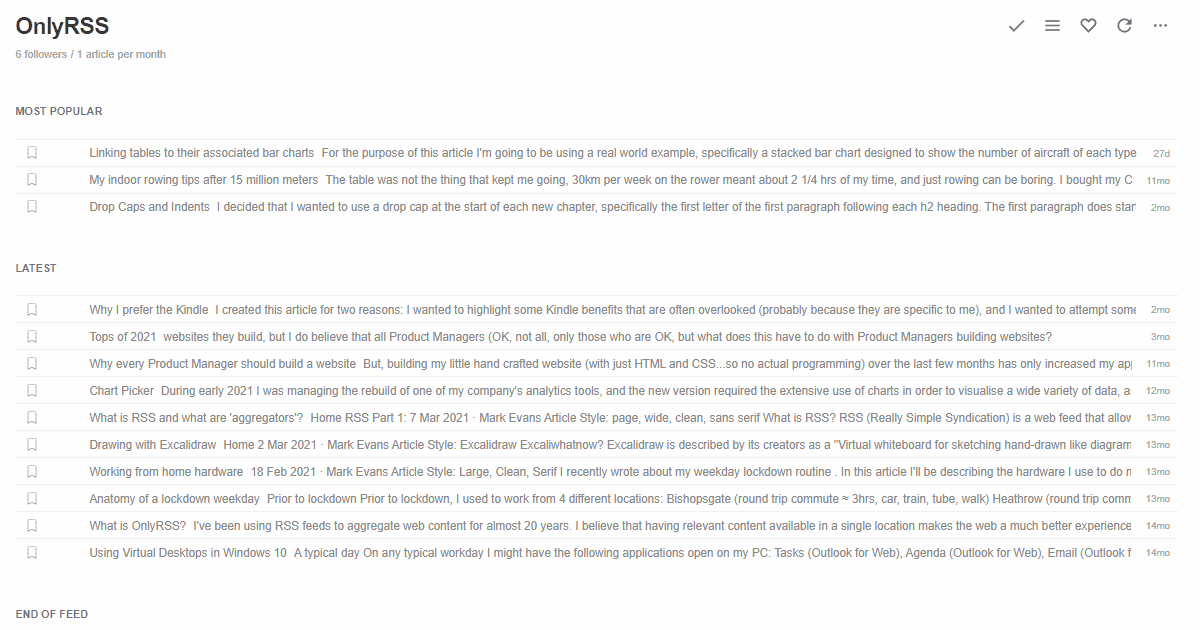 OnlyRSS
6 followers / 1 article per month
MOST POPULAR
Linking tables to their associated bar charts For the purpose of this article I'm going to be using a real world example, specifically a stacked bar chart designed to show the number of aircraft of each type 27d
My indoor rowing tips after 15 million meters The table was not the thing that kept me going, 30km per week on the rower meant about 2 1/4 hrs of my time, and just rowing can be boring. I bought my C 11mo
Drop Caps and Indents I decided that I wanted to use a drop cap at the start of each new chapter, specifically the first letter of the first paragraph following each h2 heading. The first paragraph does star 2mo
LATEST
Why I prefer the Kindle I created this article for two reasons: I wanted to highlight some Kindle benefits that are often overlooked (probably because they are specific to me), and I wanted to attempt some 2mo
Tops of 2021 websites they build, but I do believe that all Product Managers (OK, not all, only those who are OK, but what does this have to do with Product Managers building websites? 3mo
Why every Product Manager should build a website But, building my little hand crafted website (with just HTML and CSS...so no actual programming) over the last few months has only increased my app 11mo
Chart Picker During early 2021 I was managing the rebuild of one of my company's analytics tools, and the new version required the extensive use of charts in order to visualise a wide variety of data, a 12mo
What is RSS and what are 'aggregators'? Home RSS Part 1: 7 Mar 2021 · Mark Evans Article Style: page, wide, clean, sans serif What is RSS? RSS (Really Simple Syndication) is a web feed that allow 13mo
Drawing with Excalidraw Home 2 Mar 2021 · Mark Evans Article Style: Excalidraw Excaliwhatnow? Excalidraw is described by its creators as a "Virtual whiteboard for sketching hand-drawn like diagram 13mo
Working from home hardware 18 Feb 2021 · Mark Evans Article Style: Large, Clean, Serif I recently wrote about my weekday lockdown routine . In this article I'll be describing the hardware I use to do m 13mo
Anatomy of a lockdown weekday Prior to lockdown Prior to lockdown, I used to work from 4 different locations: Bishopsgate (round trip commute ≈ 3hrs, car, train, tube, walk) Heathrow (round trip comm 13mo
What is OnlyRSS? I've been using RSS feeds to aggregate web content for almost 20 years. I believe that having relevant content available in a single location makes the web a much better experience 14mo
Using Virtual Desktops in Windows 10 A typical day On any typical workday I might have the following applications open on my PC: Tasks (Outlook for Web), Agenda (Outlook for Web), Email (Outlook f 14mo
END OF FEED